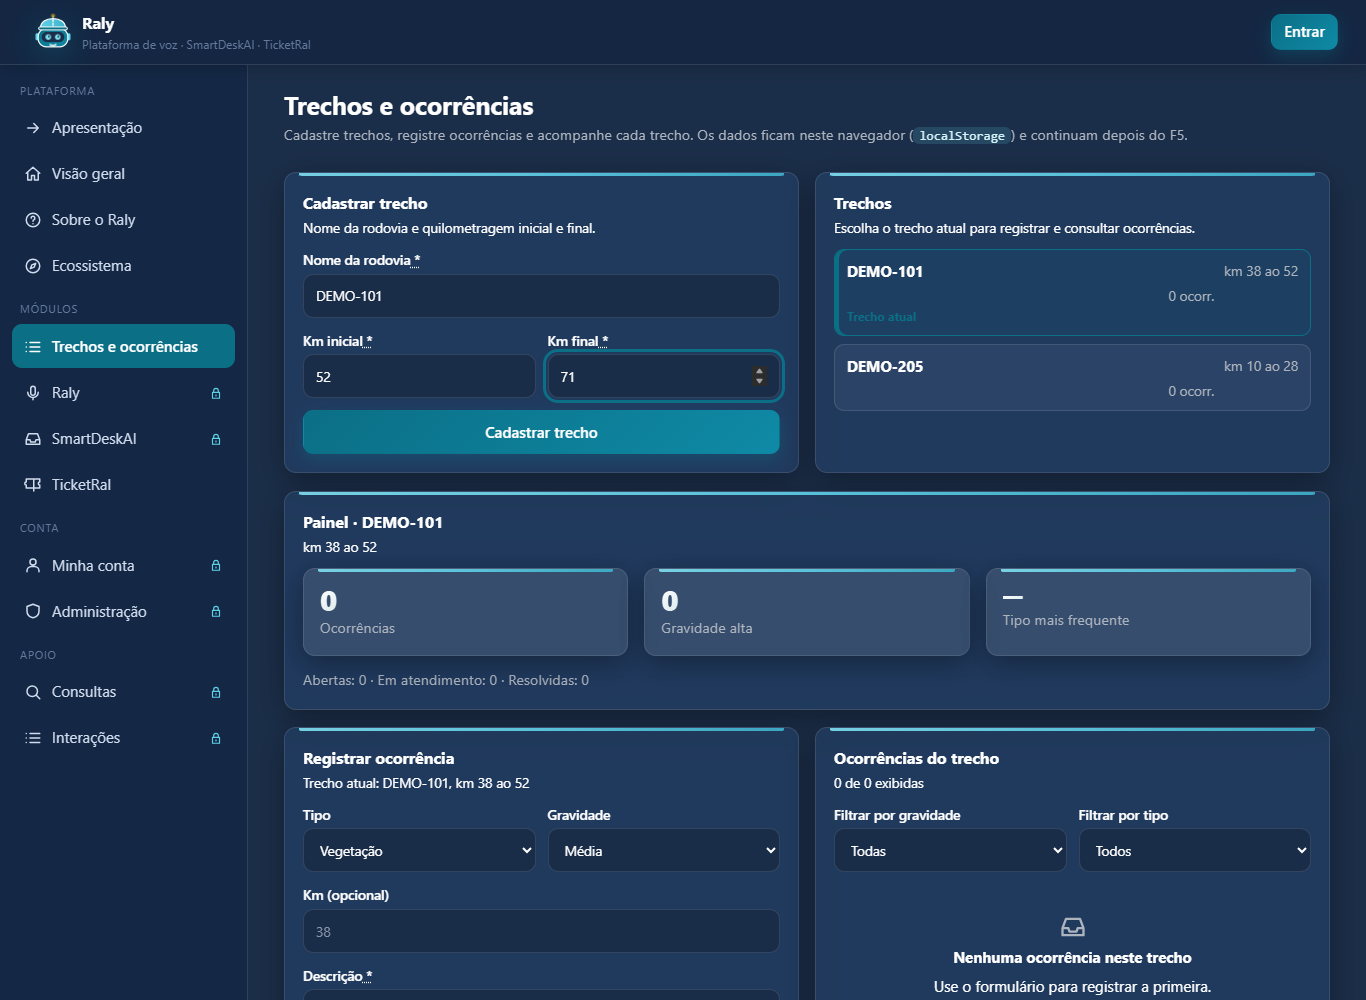 Raly
Plataforma de voz · SmartDeskAI · TicketRal
Entrar
PLATAFORMA
Apresentação
Visão geral
Sobre o Raly
Ecossistema
MÓDULOS
Trechos e ocorrências
Raly
SmartDeskAI
TicketRal
CONTA
Minha conta
Administração
APOIO
Consultas
Interações
Trechos e ocorrências
Cadastre trechos, registre ocorrências e acompanhe cada trecho. Os dados ficam neste navegador (localStorage) e continuam depois do F5.
Cadastrar trecho
Nome da rodovia e quilometragem inicial e final.
Nome da rodovia *
DEMO-101
Km inicial * Km final *
52 71
Cadastrar trecho
Trechos
Escolha o trecho atual para registrar e consultar ocorrências.
DEMO-101 km 38 ao 52
0 ocorr.
Trecho atual
DEMO-205 km 10 ao 28
0 ocorr.
Painel · DEMO-101
km 38 ao 52
0
Ocorrências
0
Gravidade alta
—
Tipo mais frequente
Abertas: 0 · Em atendimento: 0 · Resolvidas: 0
Registrar ocorrência
Trecho atual: DEMO-101, km 38 ao 52
Tipo Gravidade
Vegetação Média
Km (opcional)
38
Descrição *
Ocorrências do trecho
0 de 0 exibidas
Filtrar por gravidade Filtrar por tipo
Todas Todos
Nenhuma ocorrência neste trecho
Use o formulário para registrar a primeira.